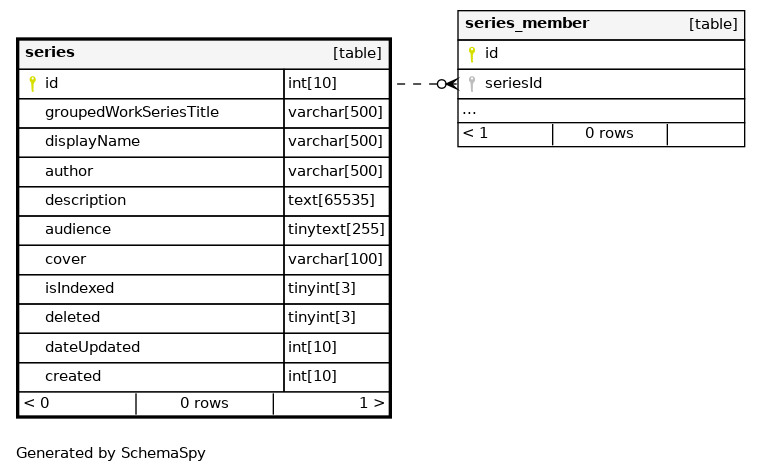 series [table]
id int[10]
groupedWorkSeriesTitle varchar[500]
displayName varchar[500]
author varchar[500]
description text[65535]
audience tinytext[255]
cover varchar[100]
isIndexed tinyint[3]
deleted tinyint[3]
dateUpdated int[10]
created int[10]
< 0 0 rows 1 >
series_member [table]
id
seriesId
...
< 1 0 rows
Generated by SchemaSpy